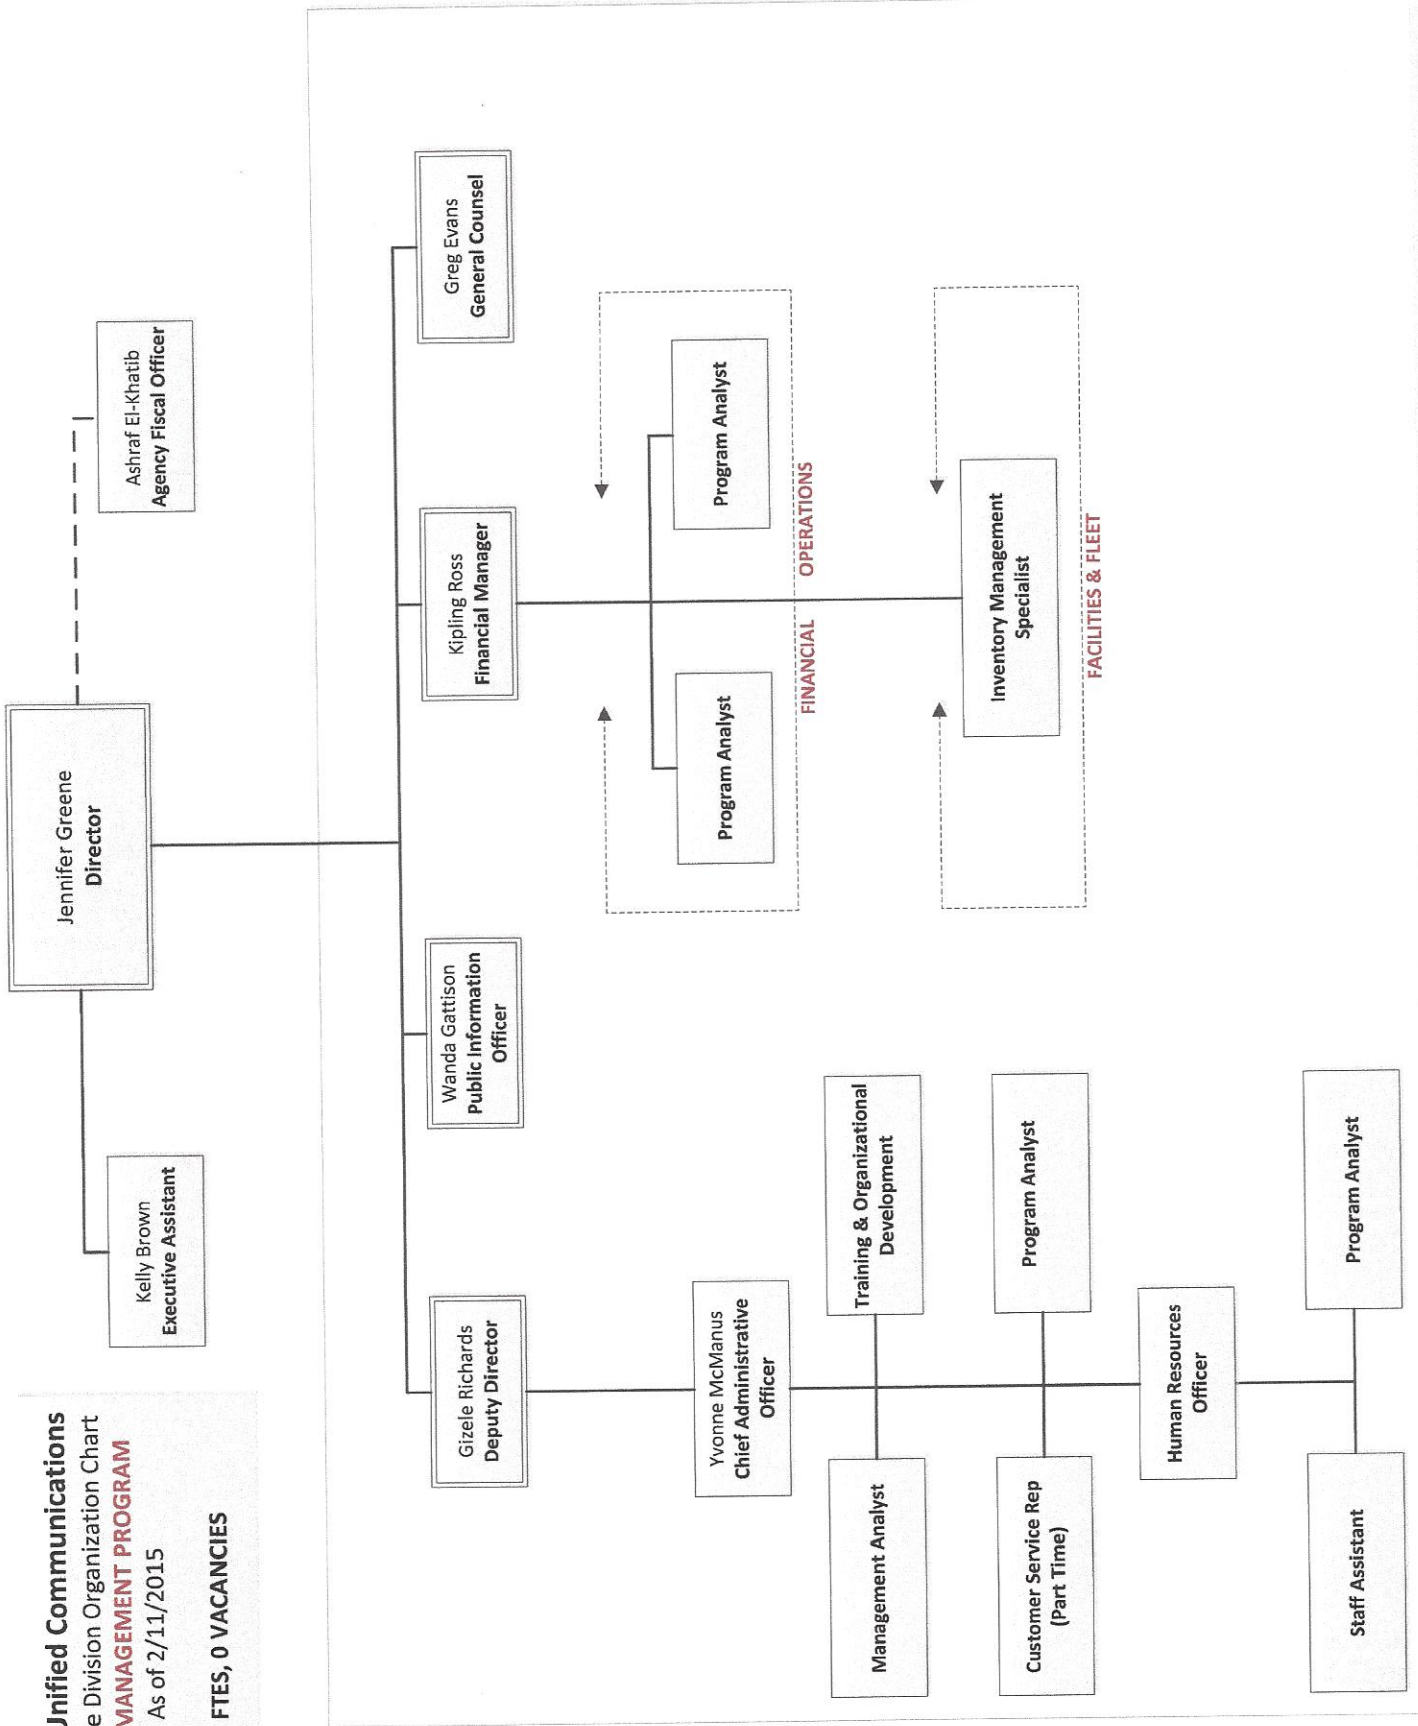 Unified Communications
e Division Organization Chart
MANAGEMENT PROGRAM
As of 2/11/2015
FTES, 0 VACANCIES
Jennifer Greene
Director
Kelly Brown
Executive Assistant
Ashraf El-Khatib
Agency Fiscal Officer
Gizele Richards
Deputy Director
Wanda Gattison
Public Information
Officer
Kipling Ross
Financial Manager
Greg Evans
General Counsel
Yvonne McManus
Chief Administrative
Officer
Management Analyst
Training & Organizational
Development
Customer Service Rep
(Part Time)
Program Analyst
Human Resources
Officer
Staff Assistant
Program Analyst
Program Analyst
Program Analyst
FINANCIAL OPERATIONS
Inventory Management
Specialist
FACILITIES & FLEET